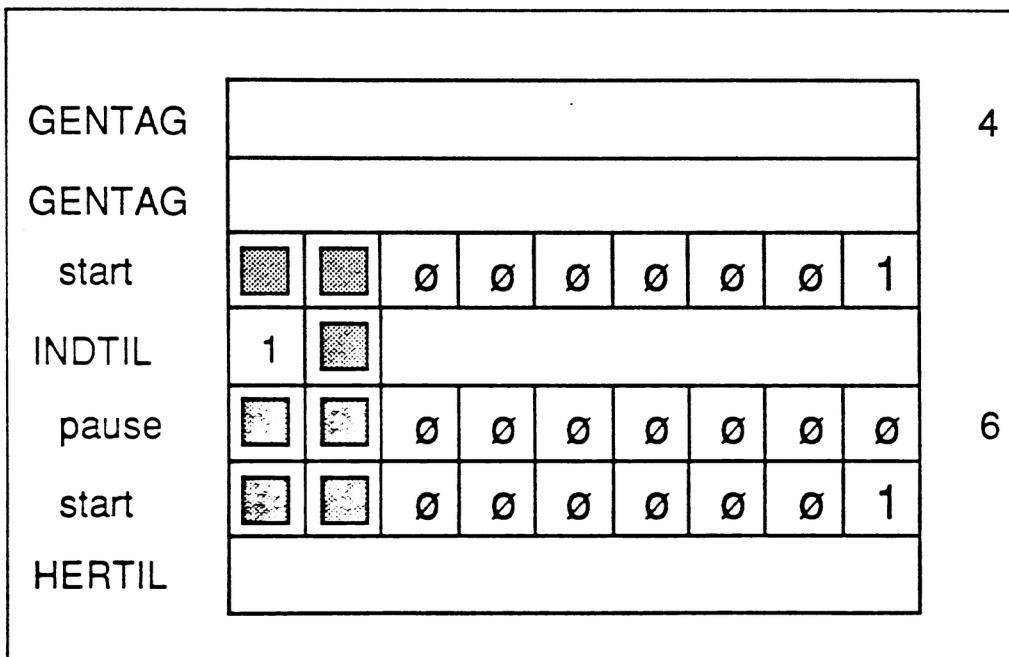 GENTAG 4
GENTAG
start Ø Ø Ø Ø Ø Ø 1
INDTIL 1
pause Ø Ø Ø Ø Ø Ø Ø 6
start Ø Ø Ø Ø Ø Ø 1
HERTIL